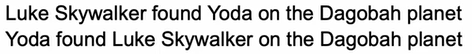 Luke Skywalker found Yoda on the Dagobah planet
Yoda found Luke Skywalker on the Dagobah planet